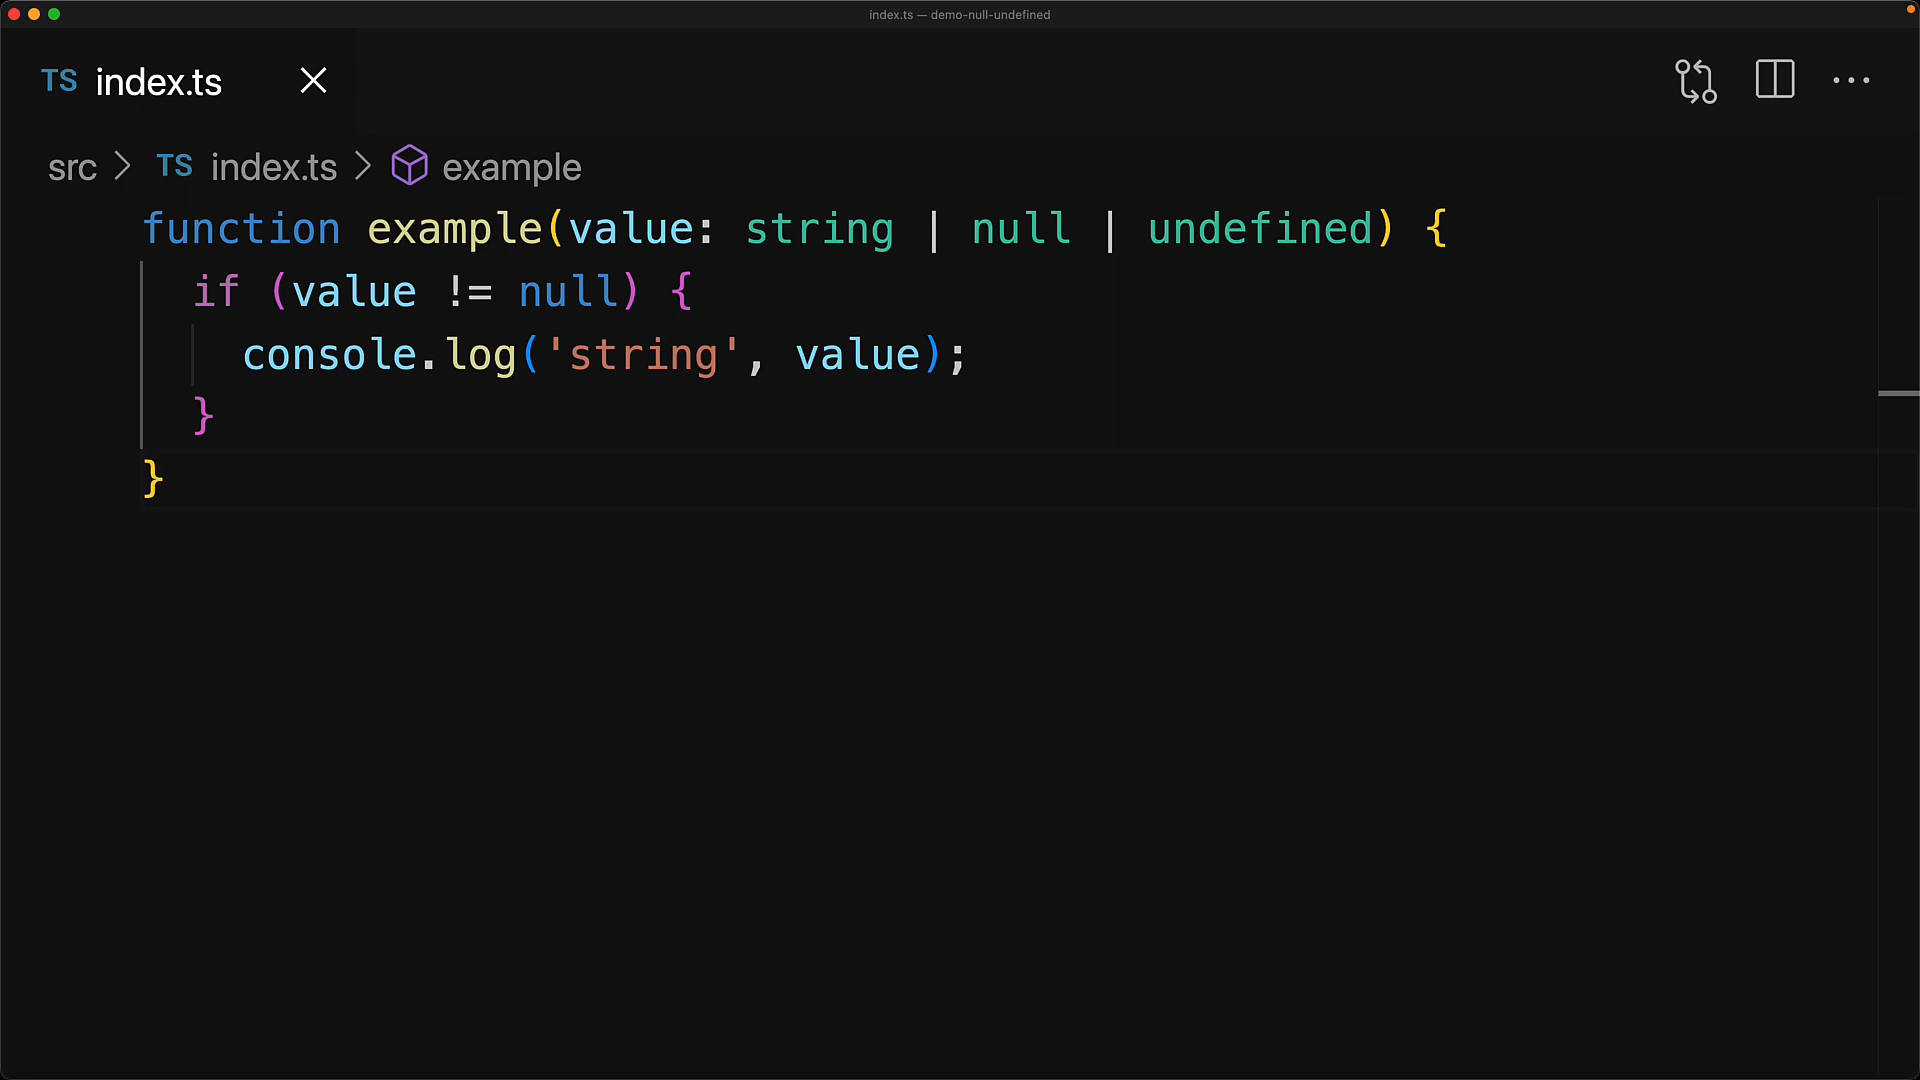 index.ts — demo-null-undefined
TS index.ts
src > TS index.ts > example
function example(value: string | null | undefined) {
  if (value != null) {
    console.log('string', value);
  }
}